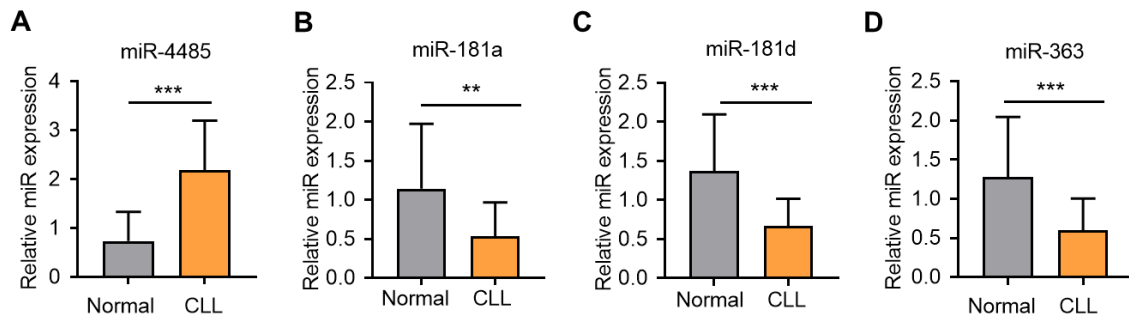 A
miR-4485
Relative miR expression
4
3
2
1
0
***
Normal
CLL
B
miR-181a
Relative miR expression
2.5
2.0
1.5
1.0
0.5
0.0
**
Normal
CLL
C
miR-181d
Relative miR expression
2.5
2.0
1.5
1.0
0.5
0.0
***
Normal
CLL
D
miR-363
Relative miR expression
2.5
2.0
1.5
1.0
0.5
0.0
***
Normal
CLL